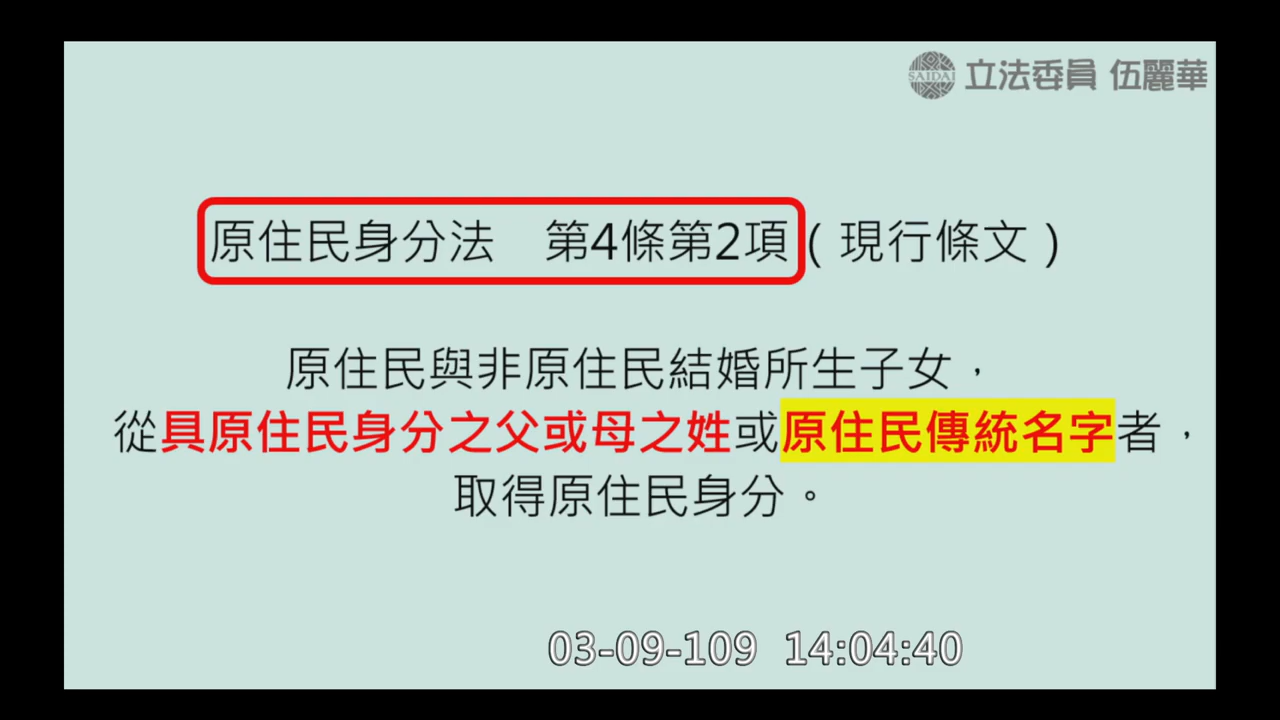 SAIDAI 立法委員 伍麗華
原住民身分法　第4條第2項（現行條文）
原住民與非原住民結婚所生子女，
從具原住民身分之父或母之姓或原住民傳統名字者，
取得原住民身分。
03-09-109 14:04:40